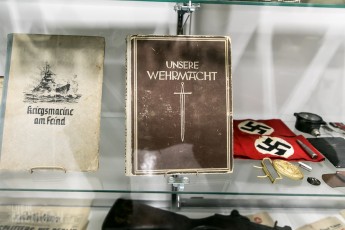 Kriegsmarine
am Feind
UNSERE
WEHRMACHT